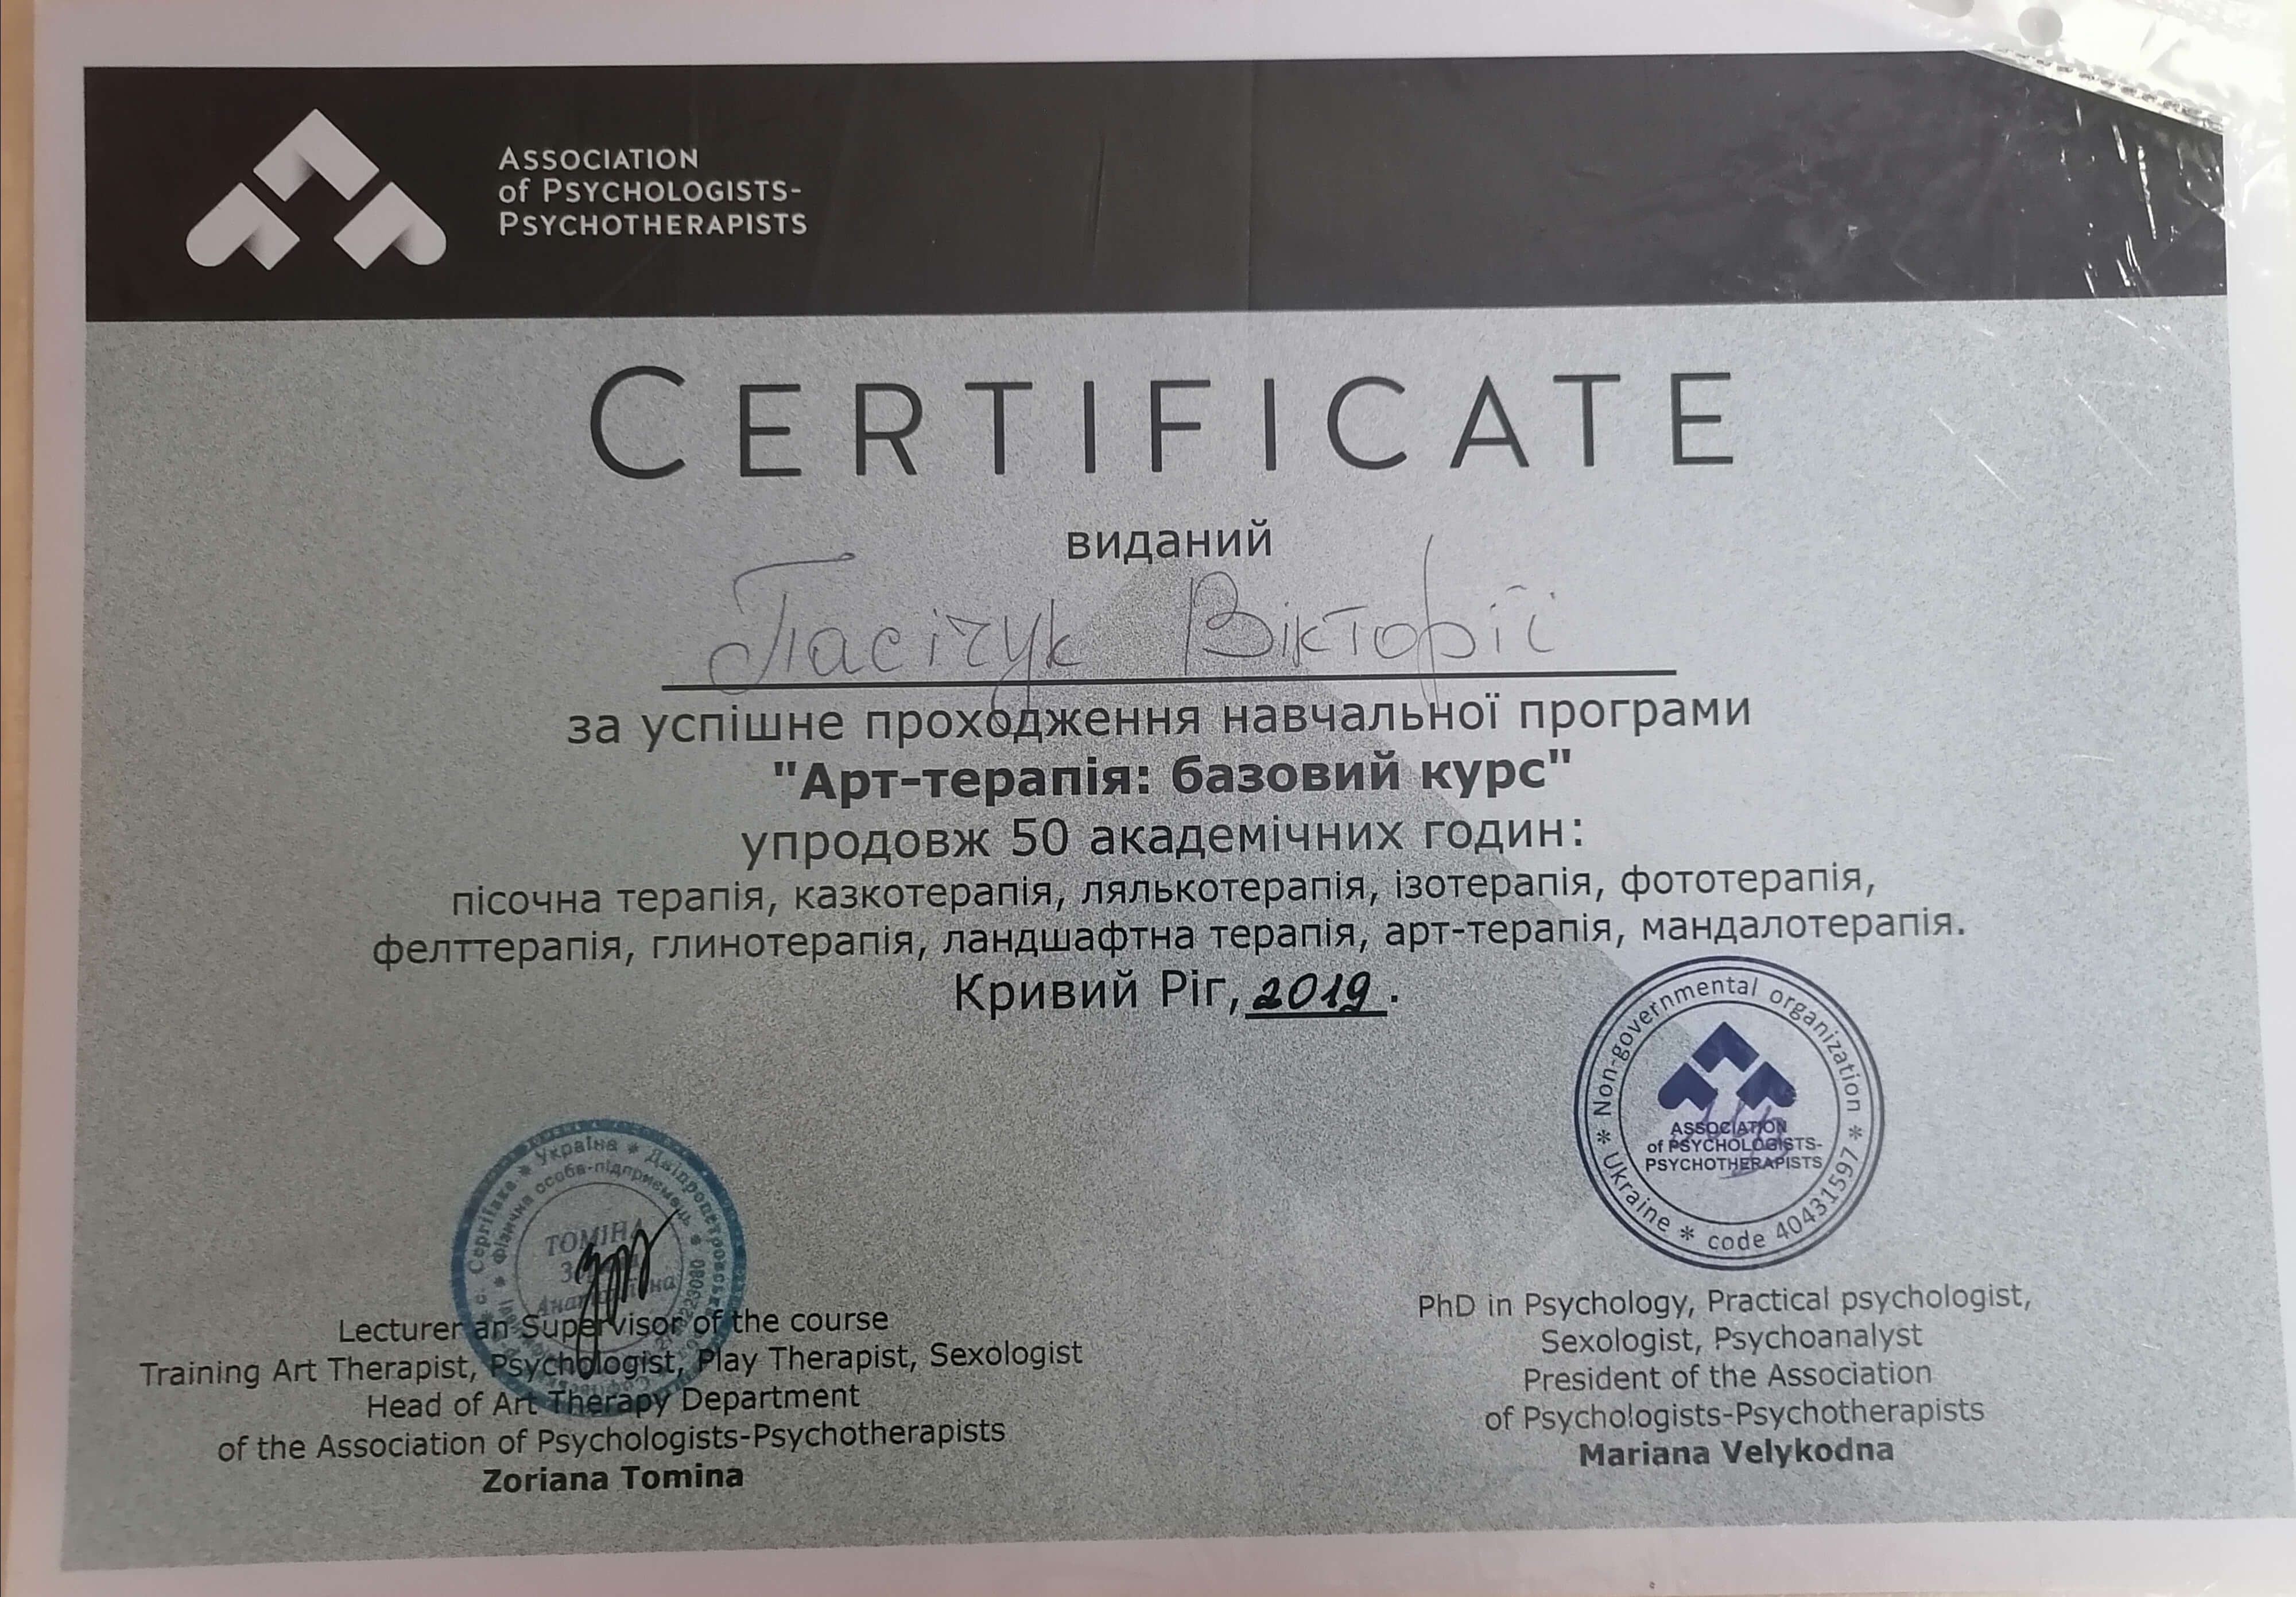 ASSOCIATION
of PSYCHOLOGISTS-
PSYCHOTHERAPISTS
CERTIFICATE
виданий
Пасічук Вікторії
за успішне проходження навчальної програми
"Арт-терапія: базовий курс"
упродовж 50 академічних годин:
пісочна терапія, казкотерапія, лялькотерапія, ізотерапія, фототерапія,
фелттерапія, глинотерапія, ландшафтна терапія, арт-терапія, мандалотерапія.
Кривий Ріг, 2019.
Україна * Дніпропетровська
Фізична особа-підприємець
ТОМІНА
Lecturer an Supervisor of the course
Training Art Therapist, Psychologist, Play Therapist, Sexologist
Head of Art Therapy Department
of the Association of Psychologists-Psychotherapists
Zoriana Tomina
* Non-governmental organization *
ASSOCIATION
of PSYCHOLOGISTS-
PSYCHOTHERAPISTS
Ukraine * code 40431597
PhD in Psychology, Practical psychologist,
Sexologist, Psychoanalyst
President of the Association
of Psychologists-Psychotherapists
Mariana Velykodna